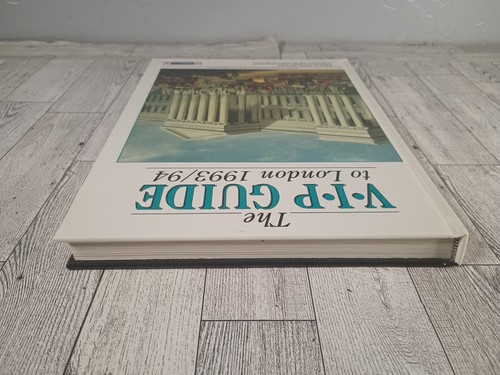 The
V•I•P GUIDE
to London 1993/94